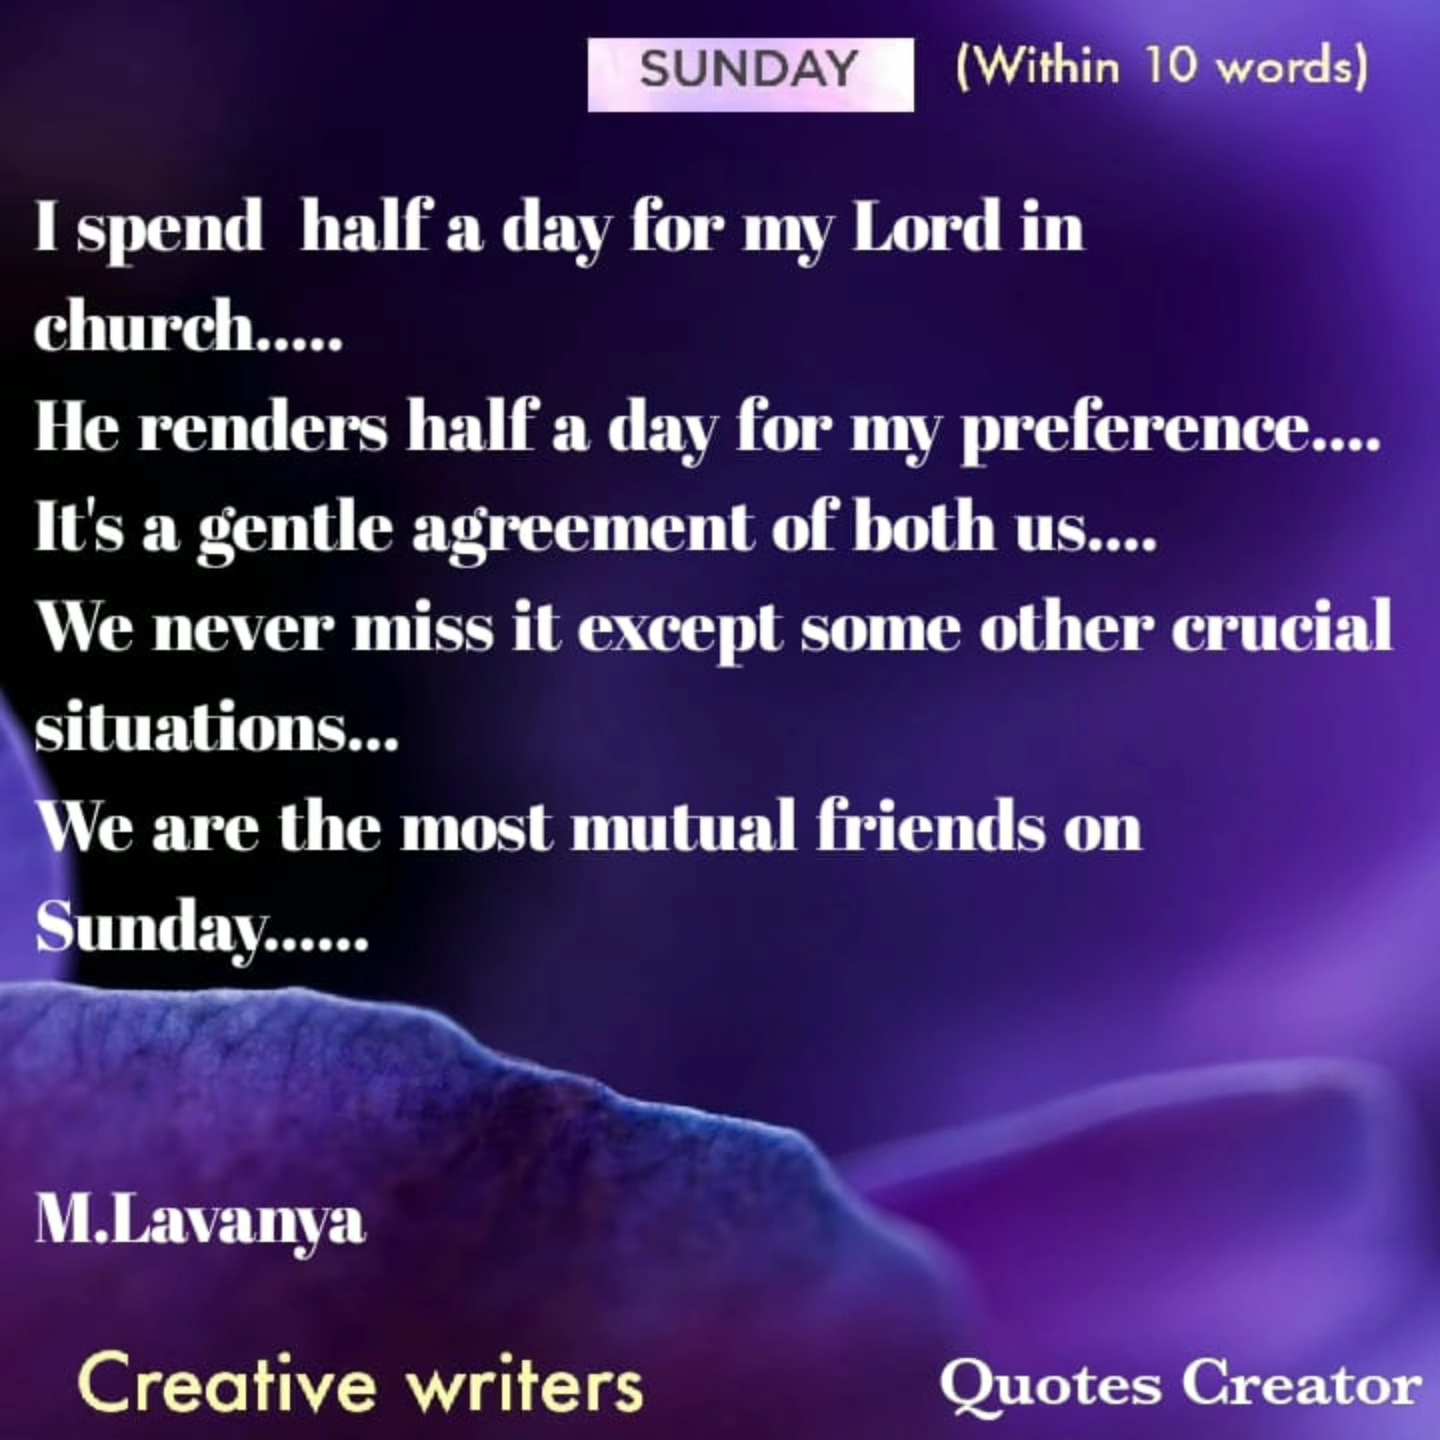 SUNDAY (Within 10 words)
I spend  half a day for my Lord in
church.....
He renders half a day for my preference....
It's a gentle agreement of both us....
We never miss it except some other crucial
situations...
We are the most mutual friends on
Sunday......
M.Lavanya
Creative writers
Quotes Creator